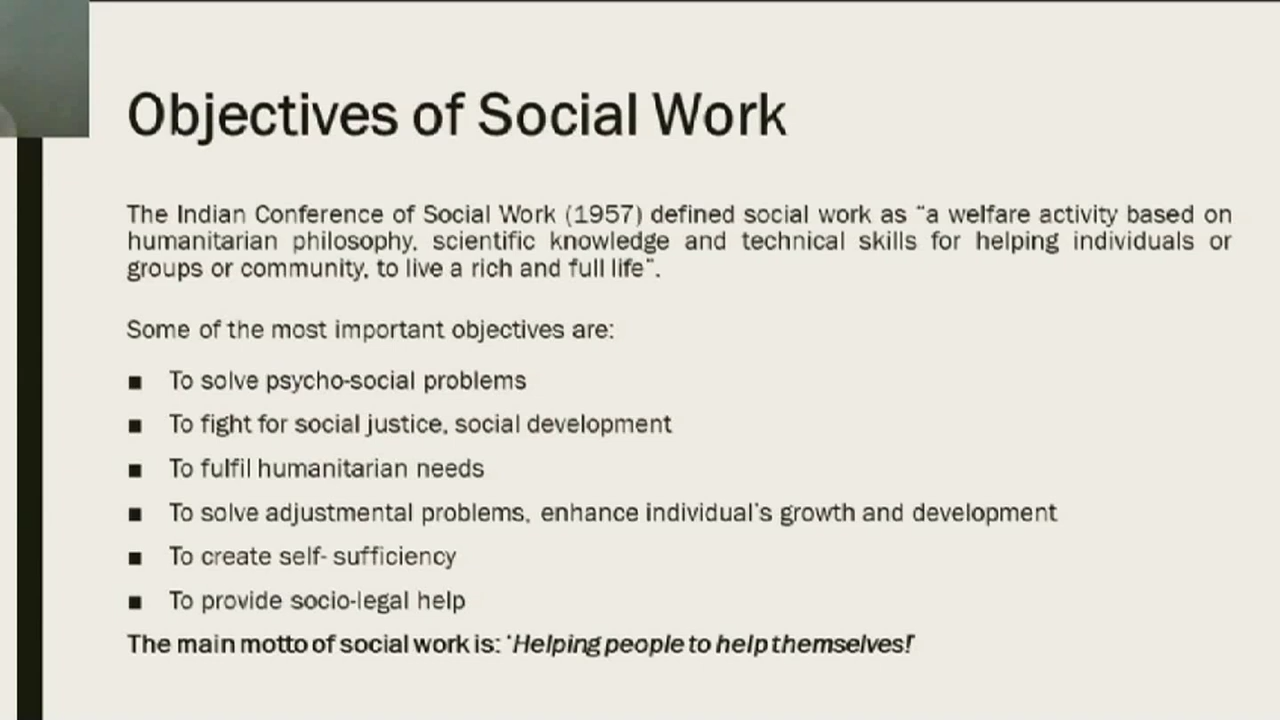 Objectives of Social Work
The Indian Conference of Social Work (1957) defined social work as "a welfare activity based on
humanitarian philosophy, scientific knowledge and technical skills for helping individuals or
groups or community, to live a rich and full life".
Some of the most important objectives are:
■ To solve psycho-social problems
■ To fight for social justice, social development
■ To fulfil humanitarian needs
■ To solve adjustmental problems, enhance individual's growth and development
■ To create self- sufficiency
■ To provide socio-legal help
The main motto of social work is: 'Helping people to help themselves!'